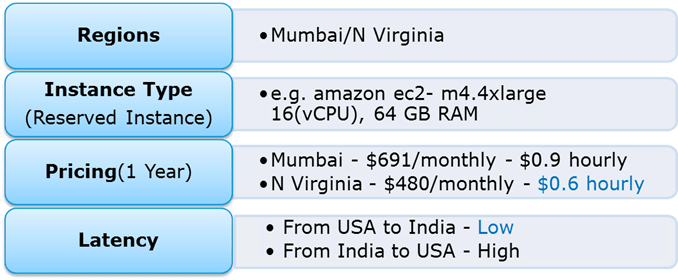 Regions
•Mumbai/N Virginia
Instance Type
(Reserved Instance)
•e.g. amazon ec2- m4.4xlarge
16(vCPU), 64 GB RAM
Pricing(1 Year)
•Mumbai - $691/monthly - $0.9 hourly
•N Virginia - $480/monthly - $0.6 hourly
Latency
• From USA to India - Low
• From India to USA - High